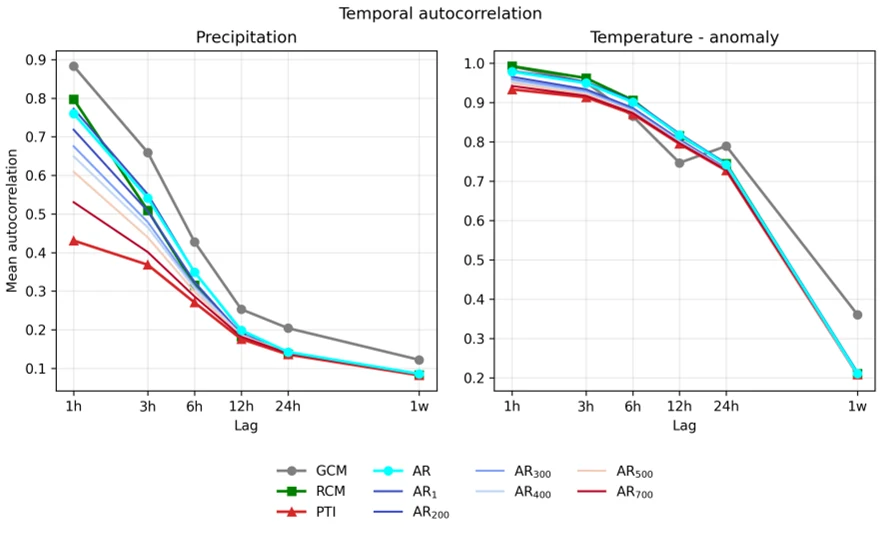 Temporal autocorrelation
Precipitation
Temperature - anomaly
Mean autocorrelation
0.9
0.8
0.7
0.6
0.5
0.4
0.3
0.2
0.1
1h 3h 6h 12h 24h 1w
Lag
1.0
0.9
0.8
0.7
0.6
0.5
0.4
0.3
0.2
1h 3h 6h 12h 24h 1w
Lag
GCM AR AR₃₀₀ AR₅₀₀
RCM AR₁ AR₄₀₀ AR₇₀₀
PTI AR₂₀₀